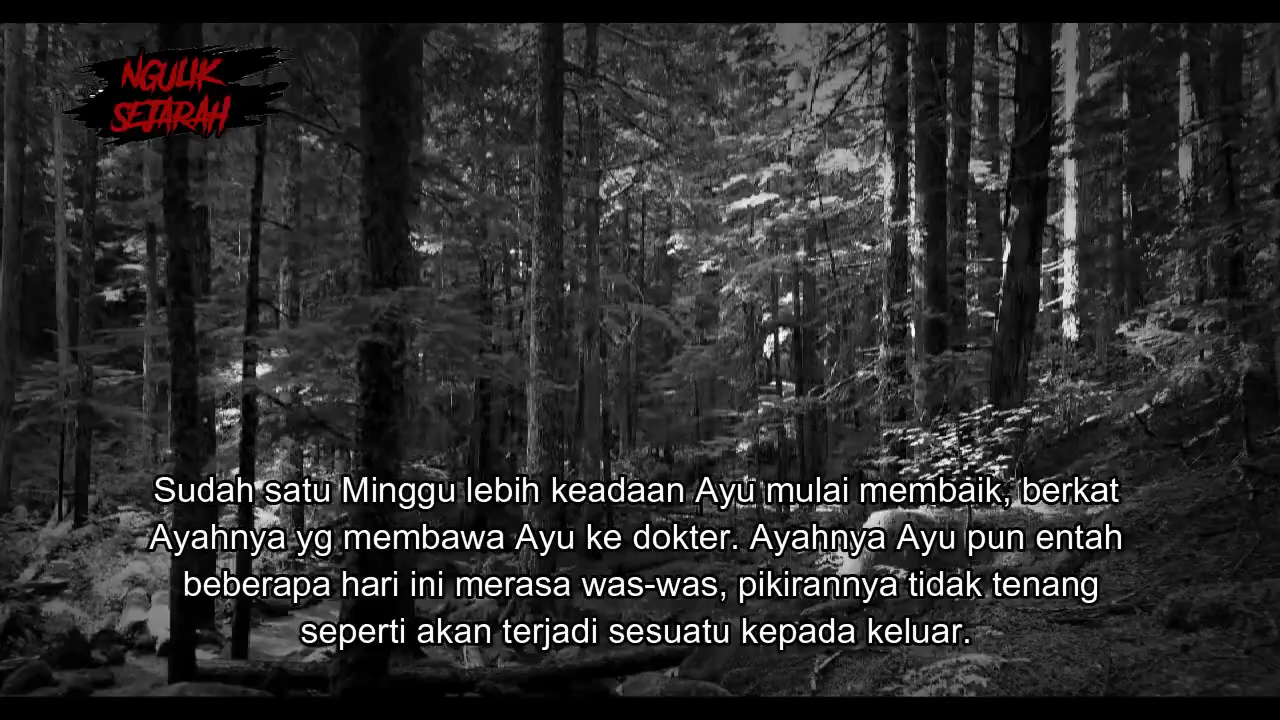 NGULIK
SEJARAH
Sudah satu Minggu lebih keadaan Ayu mulai membaik, berkat
Ayahnya yg membawa Ayu ke dokter. Ayahnya Ayu pun entah
beberapa hari ini merasa was-was, pikirannya tidak tenang
seperti akan terjadi sesuatu kepada keluar.